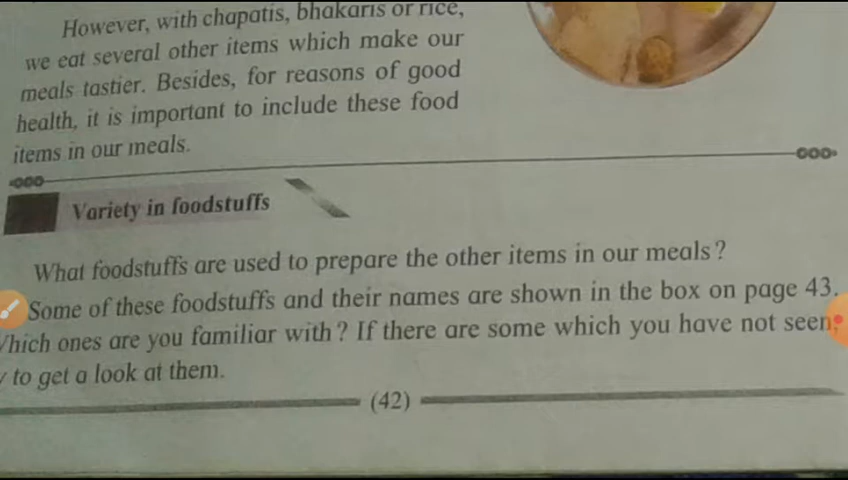 However, with chapatis, bhakaris or rice,
we eat several other items which make our
meals tastier. Besides, for reasons of good
health, it is important to include these food
items in our meals.
Variety in foodstuffs
What foodstuffs are used to prepare the other items in our meals?
Some of these foodstuffs and their names are shown in the box on page 43.
Which ones are you familiar with? If there are some which you have not seen,
to get a look at them.
(42)